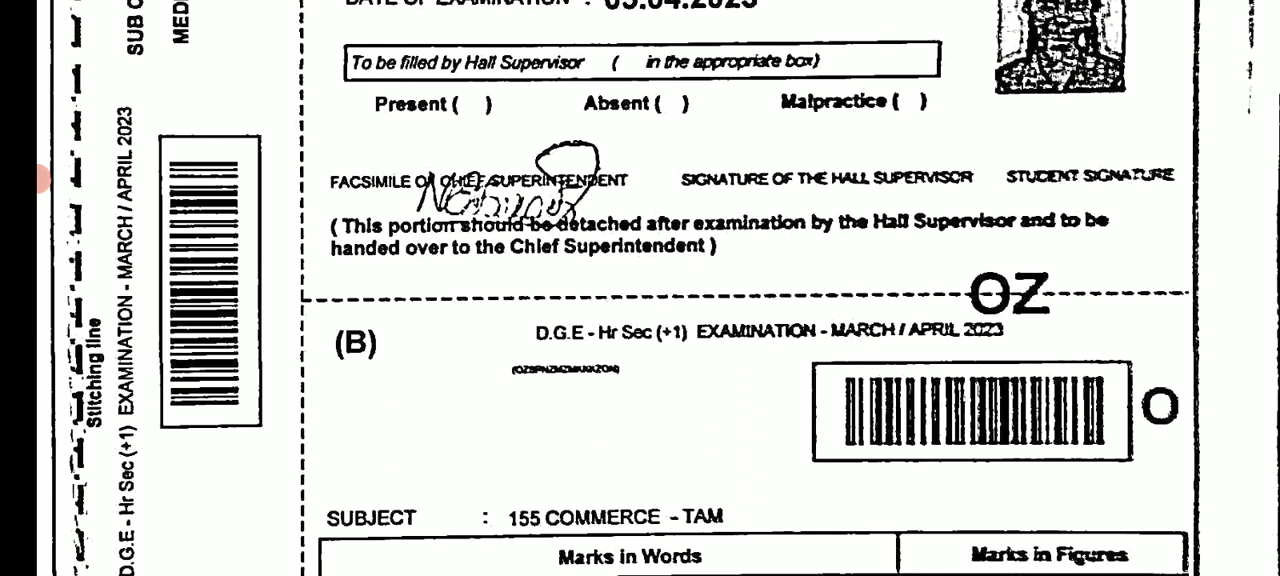 SUB C
MEDI
DATE OF EXAMINATION : 05.04.2023
To be filled by Hall Supervisor ( in the appropriate box)
Present ( ) Absent ( ) Malpractice ( )
FACSIMILE OF CHIEF SUPERINTENDENT SIGNATURE OF THE HALL SUPERVISOR STUDENT SIGNATURE
( This portion should be detached after examination by the Hall Supervisor and to be
handed over to the Chief Superintendent )
OZ
(B)
D.G.E - Hr Sec (+1) EXAMINATION - MARCH / APRIL 2023
O
SUBJECT : 155 COMMERCE - TAM
Marks in Words Marks in Figures
Stitching line
D.G.E - Hr Sec (+1) EXAMINATION - MARCH / APRIL 2023